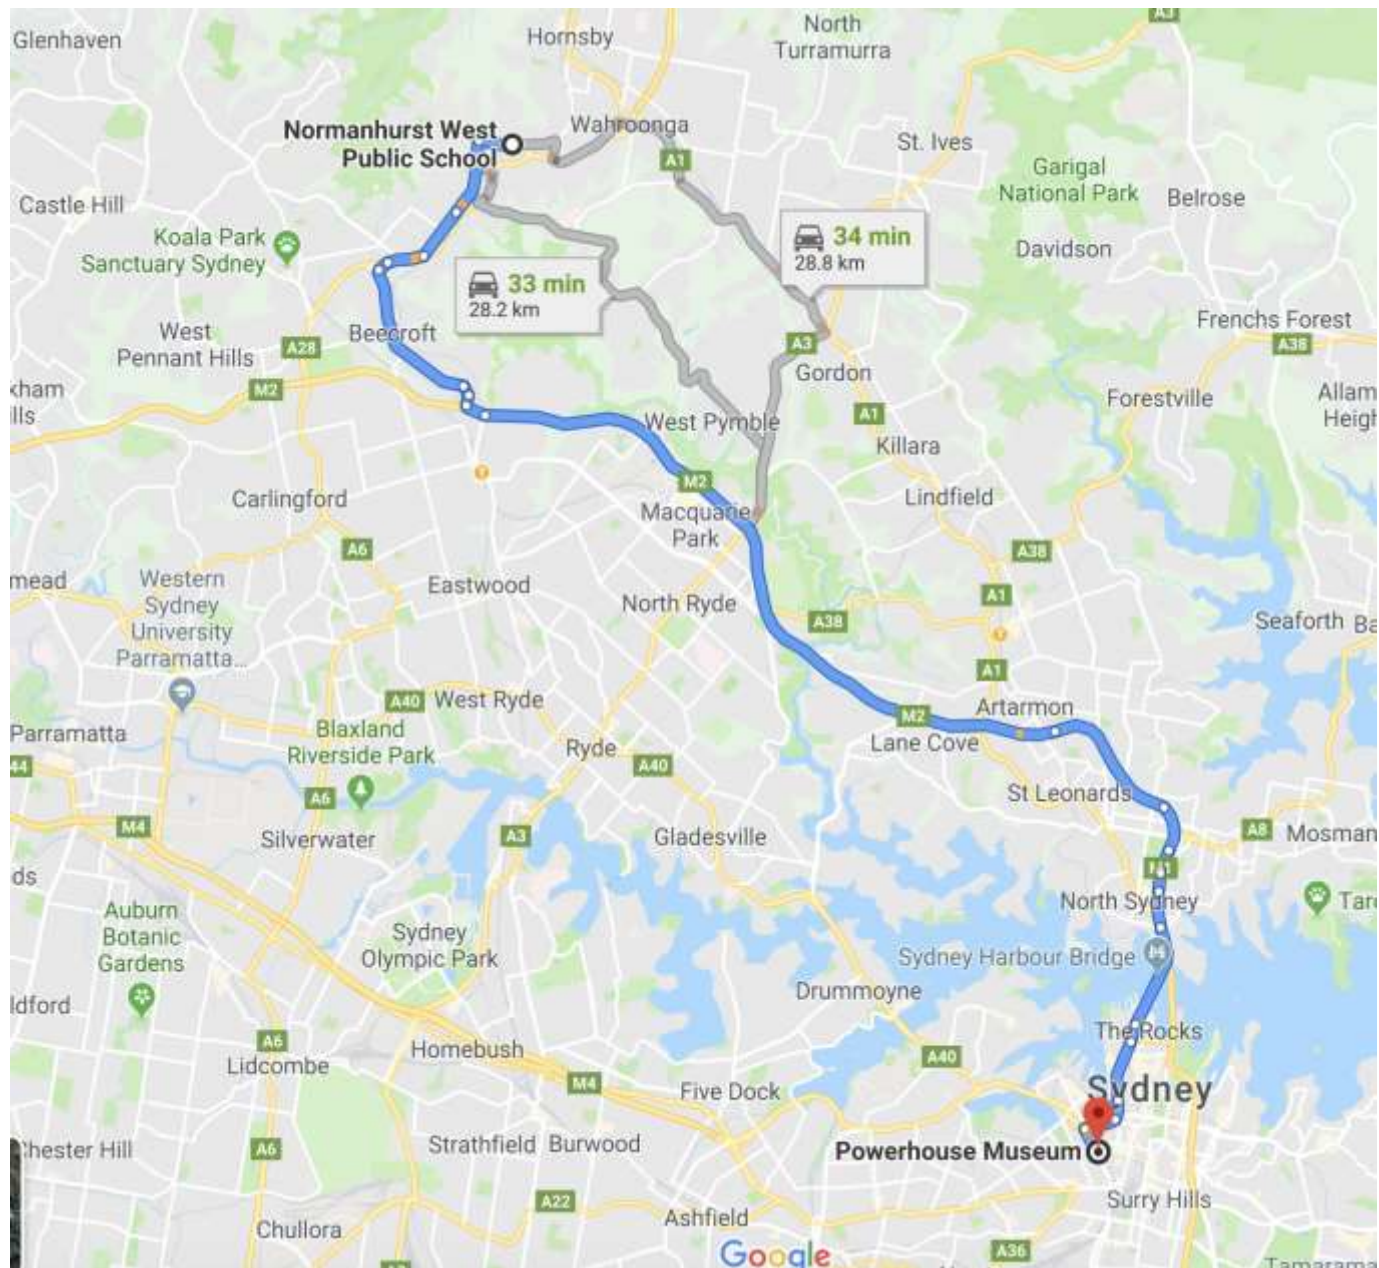 Glenhaven
Hornsby
North
Turramurra
A3
Normanhurst West
Public School
Wahroonga
A1
St. Ives
Garigal
National Park
Belrose
Castle Hill
Koala Park
Sanctuary Sydney
34 min
28.8 km
Davidson
33 min
28.2 km
West
Pennant Hills
Beecroft
A28
A3
Gordon
Frenchs Forest
A38
M2
kham
lls
West Pymble
A1
Killara
Forestville
Allam
Heigh
M2
Carlingford
Macquarie
Park
Lindfield
A6
A38
mead
Western
Sydney
University
Parramatta...
Eastwood
North Ryde
A38
A1
Seaforth
Ba
A1
A40
West Ryde
M2
Artarmon
Lane Cove
Parramatta
Blaxland
Riverside Park
Ryde
A40
44
A6
St Leonards
M4
Silverwater
A3
Gladesville
A8
Mosman
ds
North Sydney
Auburn
Botanic
Gardens
Sydney
Olympic Park
Sydney Harbour Bridge
Taro
ldford
Drummoyne
The Rocks
A6
Lidcombe
Homebush
M4
Five Dock
A40
Sydney
Chester Hill
A6
Strathfield
Burwood
Powerhouse Museum
A22
Ashfield
Surry Hills
Chullora
Google
A36
Tamarama